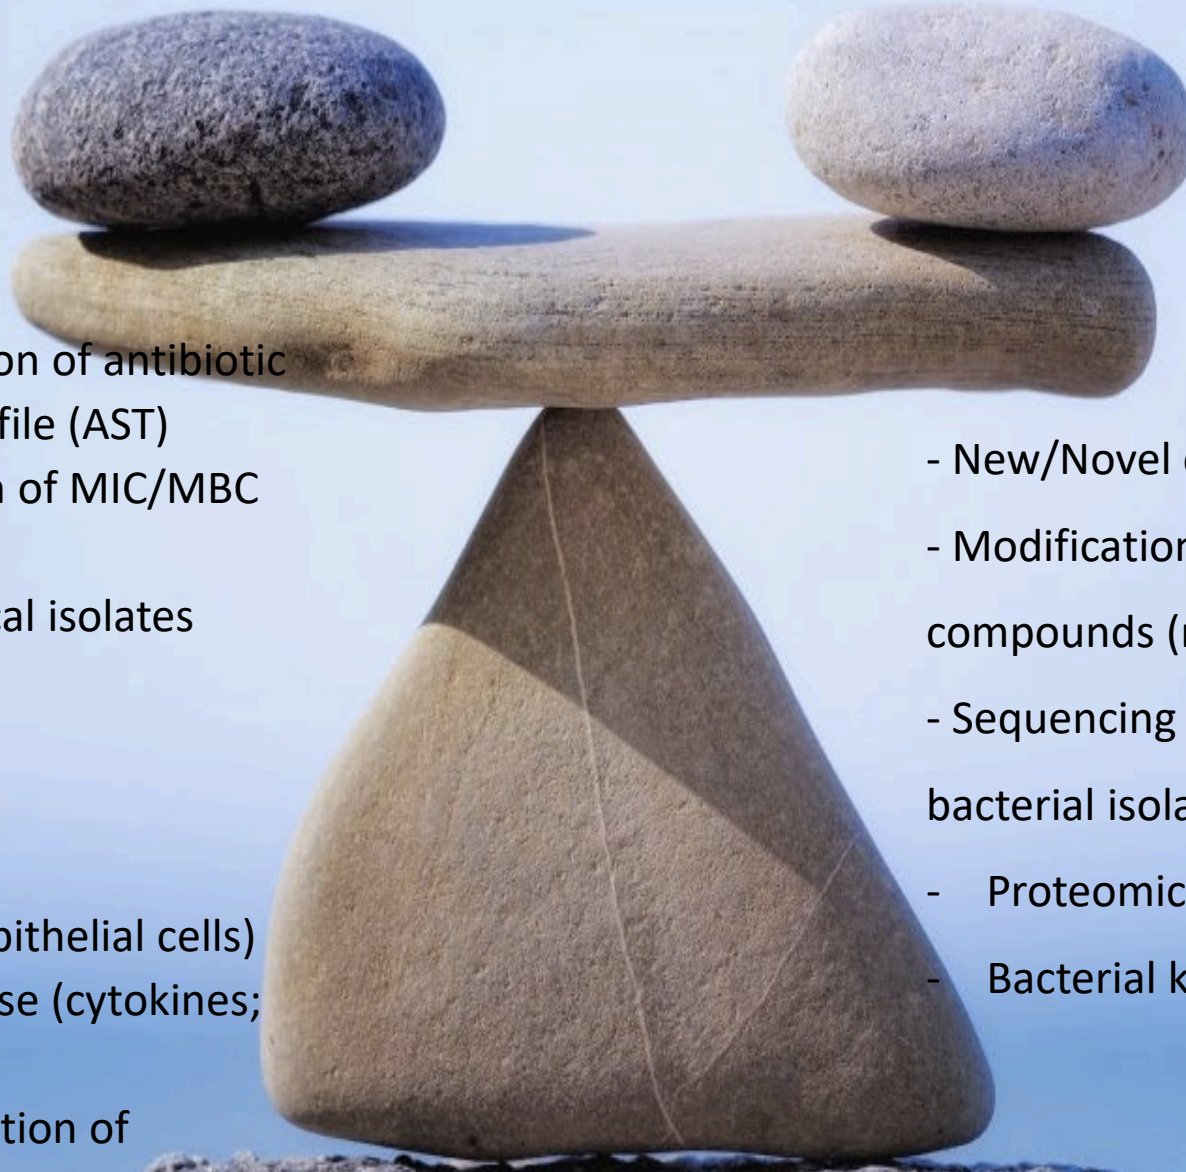 on of antibiotic
file (AST)
of MIC/MBC
cal isolates
pithelial cells)
se (cytokines;
tion of
- New/Novel
- Modification
compounds (
- Sequencing
bacterial isola
- Proteomic
- Bacterial k